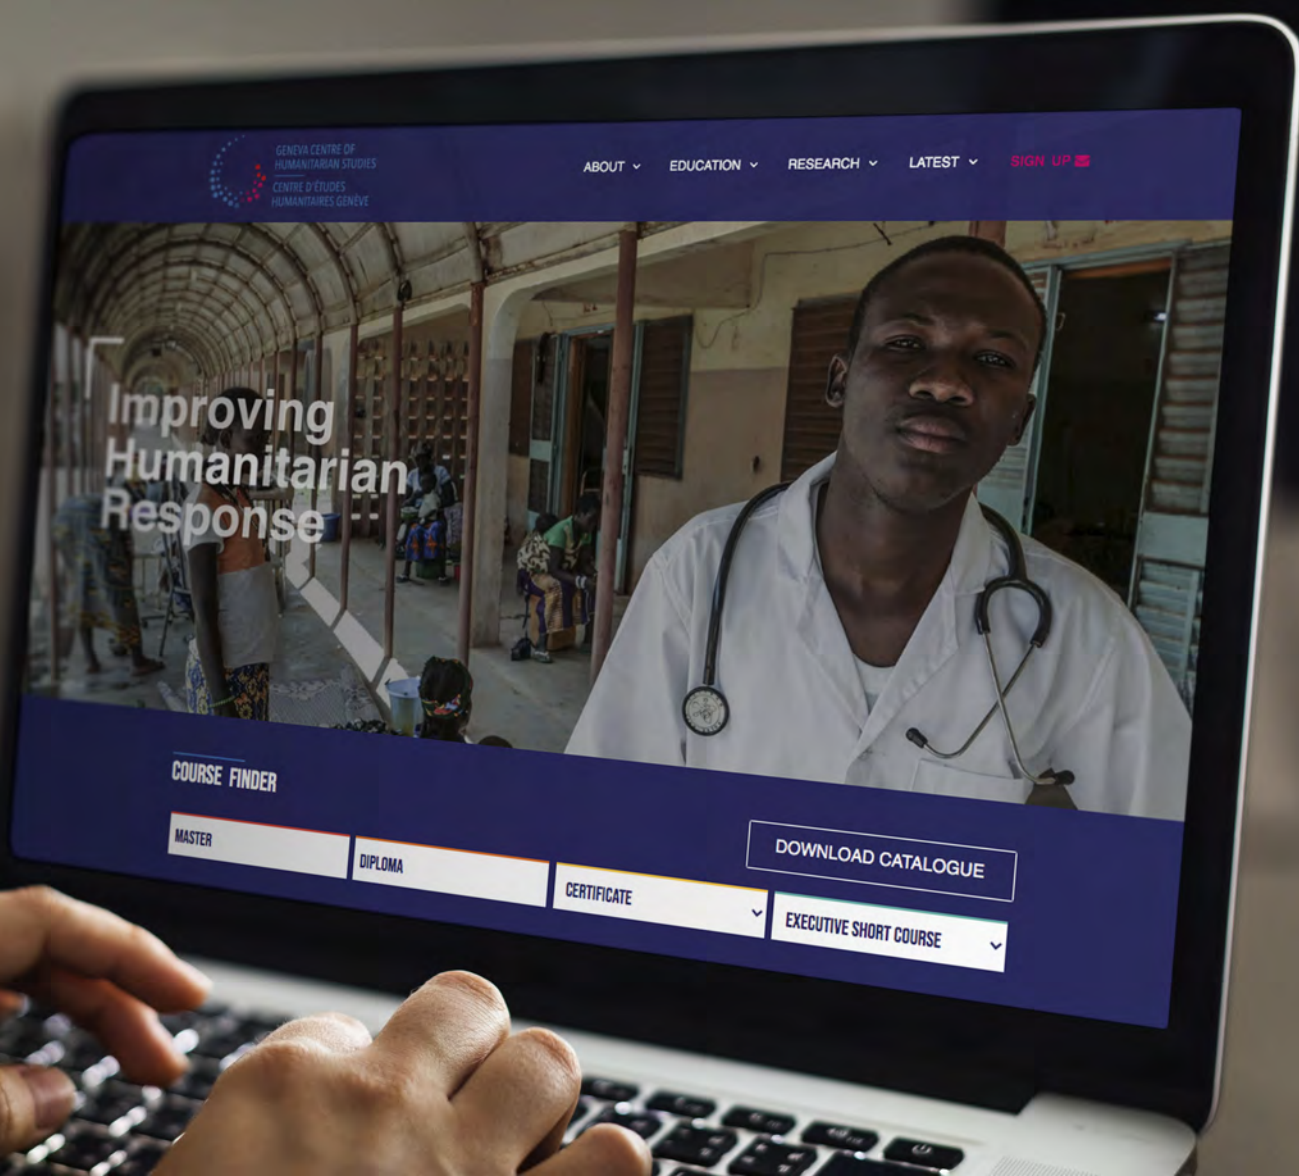 GENEVA CENTRE OF
HUMANITARIAN STUDIES
CENTRE D'ÉTUDES
HUMANITAIRES GENÈVE
ABOUT
EDUCATION
RESEARCH
LATEST
SIGN UP
Improving
Humanitarian
Response
COURSE FINDER
DOWNLOAD CATALOGUE
MASTER
DIPLOMA
CERTIFICATE
EXECUTIVE SHORT COURSE